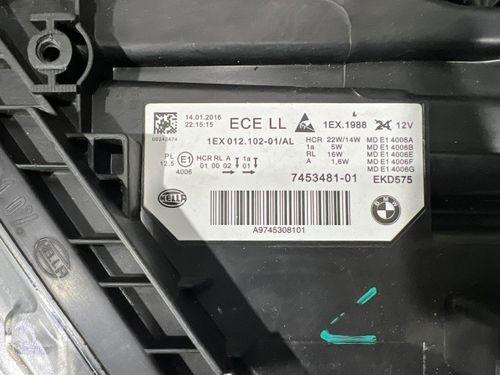 14.01.2016
22:15:15
00242474
ECE LL
1EX.1988
12V
1EX 012.102-01/AL
HCR 22W/14W MD E1 4006A
1a 5W MD E1 4006B
RL 16W MD E1 4006E
A 1,6W MD E1 4006F
MD E1 4006G
PL E1 HCR RL A 1a
12.5 01 00 02 01
4006
7453481-01
EKD575
HELLA
BMW
A9745308101
HELLA